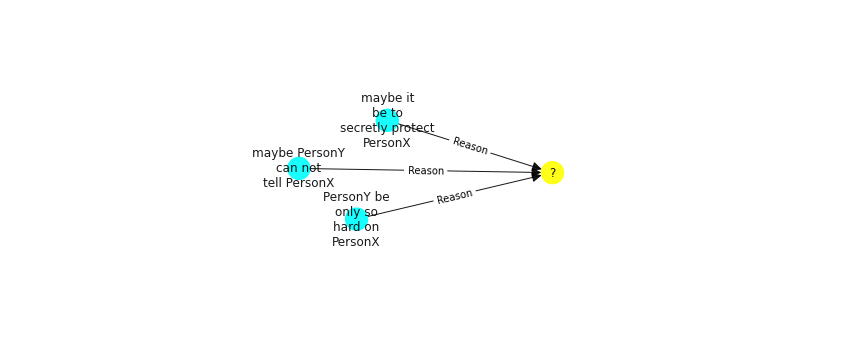 maybe it
be to
secretly protect
PersonX
Reason
maybe PersonY
can not
tell PersonX
Reason
?
PersonY be
only so
hard on
PersonX
Reason